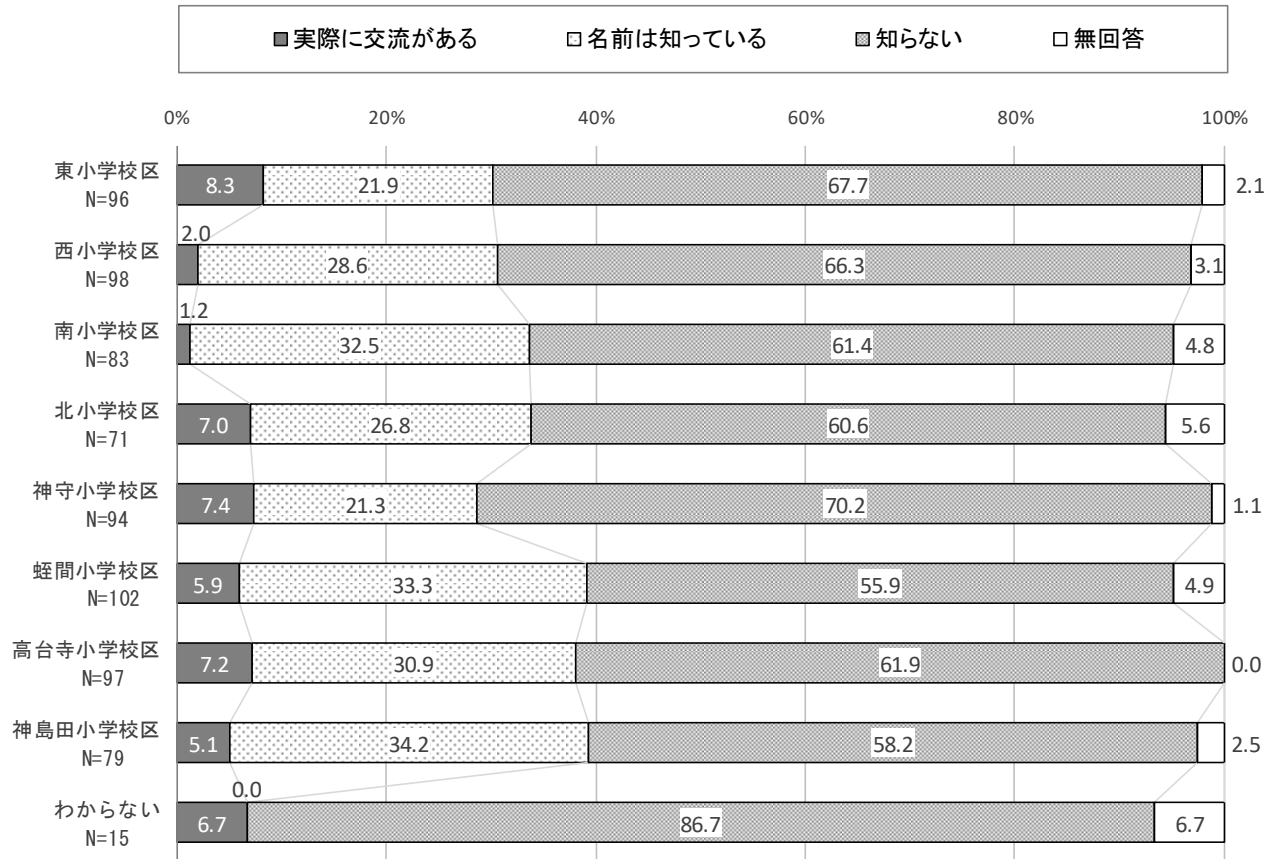 ■実際に交流がある □名前は知っている ■知らない □無回答
0% 20% 40% 60% 80% 100%
東小学校区
N=96
8.3 21.9 67.7 2.1
西小学校区
N=98
2.0 28.6 66.3 3.1
南小学校区
N=83
1.2 32.5 61.4 4.8
北小学校区
N=71
7.0 26.8 60.6 5.6
神守小学校区
N=94
7.4 21.3 70.2 1.1
蛭間小学校区
N=102
5.9 33.3 55.9 4.9
高台寺小学校区
N=97
7.2 30.9 61.9 0.0
神島田小学校区
N=79
5.1 34.2 58.2 2.5
わからない
N=15
6.7 0.0 86.7 6.7